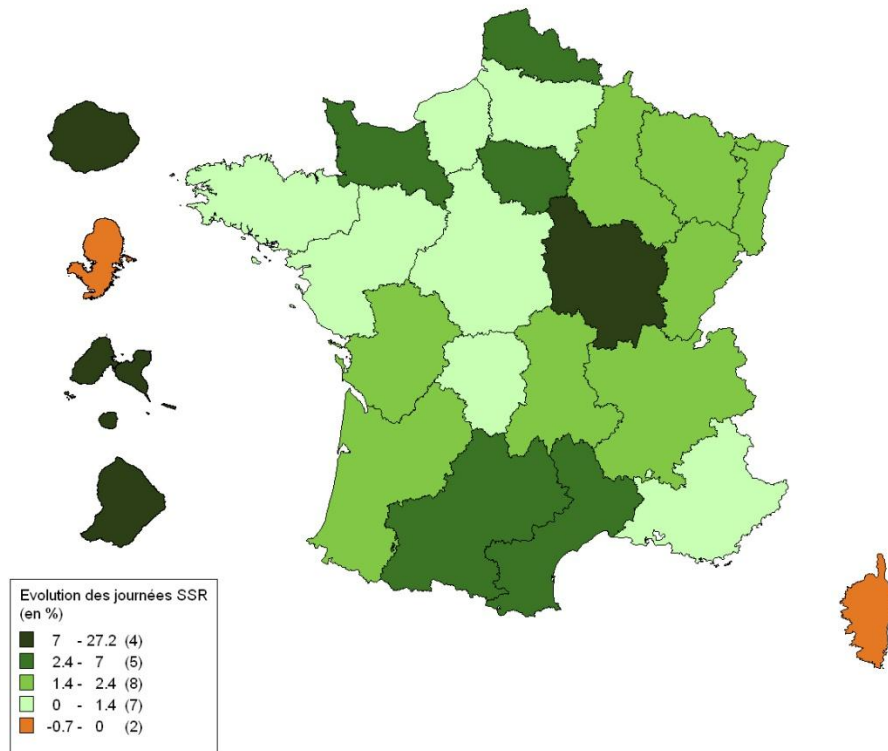 Evolution des journées SSR
(en %)
7 - 27.2 (4)
2.4 - 7 (5)
1.4 - 2.4 (8)
0 - 1.4 (7)
-0.7 - 0 (2)